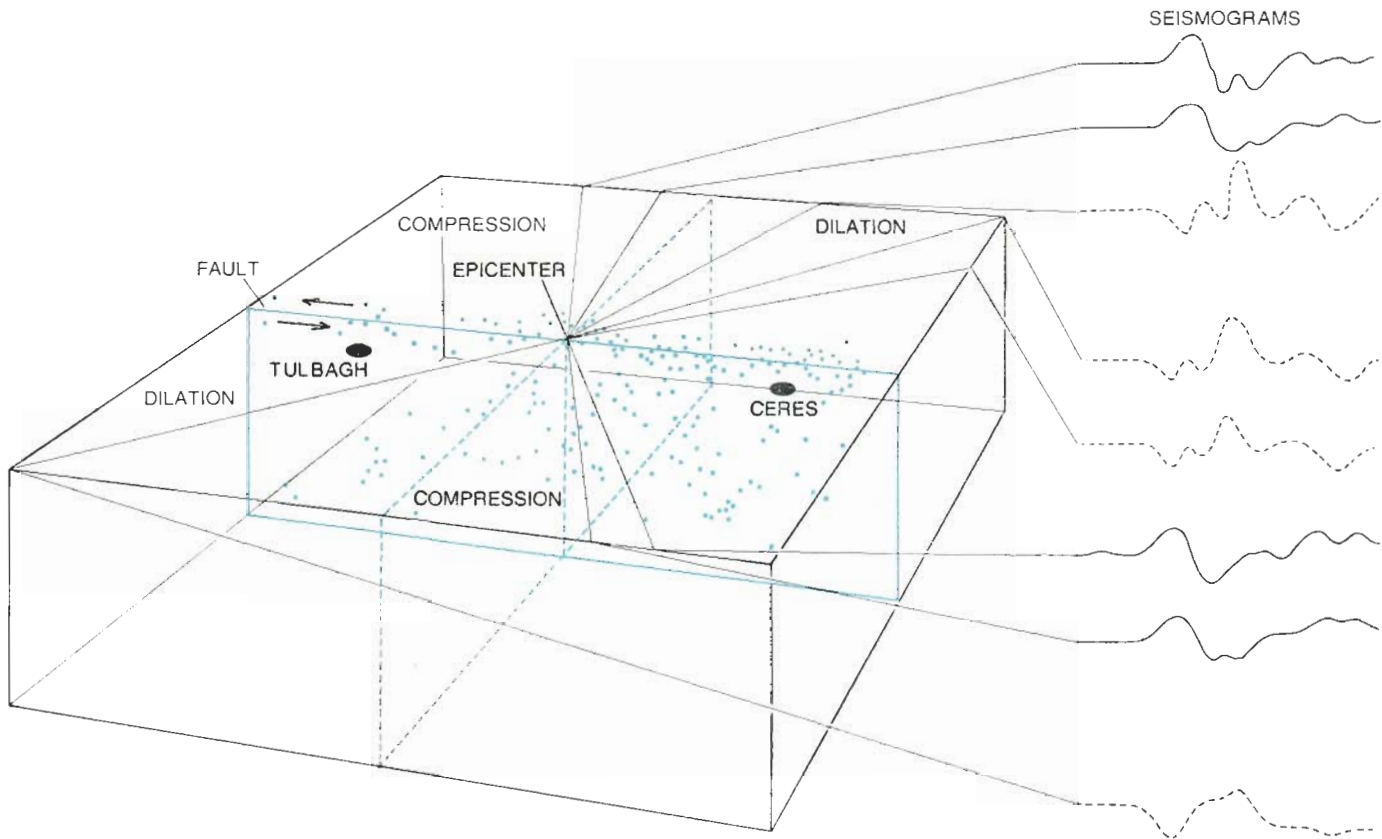 SEISMOGRAMS
COMPRESSION
DILATION
FAULT
EPICENTER
TULBAGH
DILATION
CERES
COMPRESSION